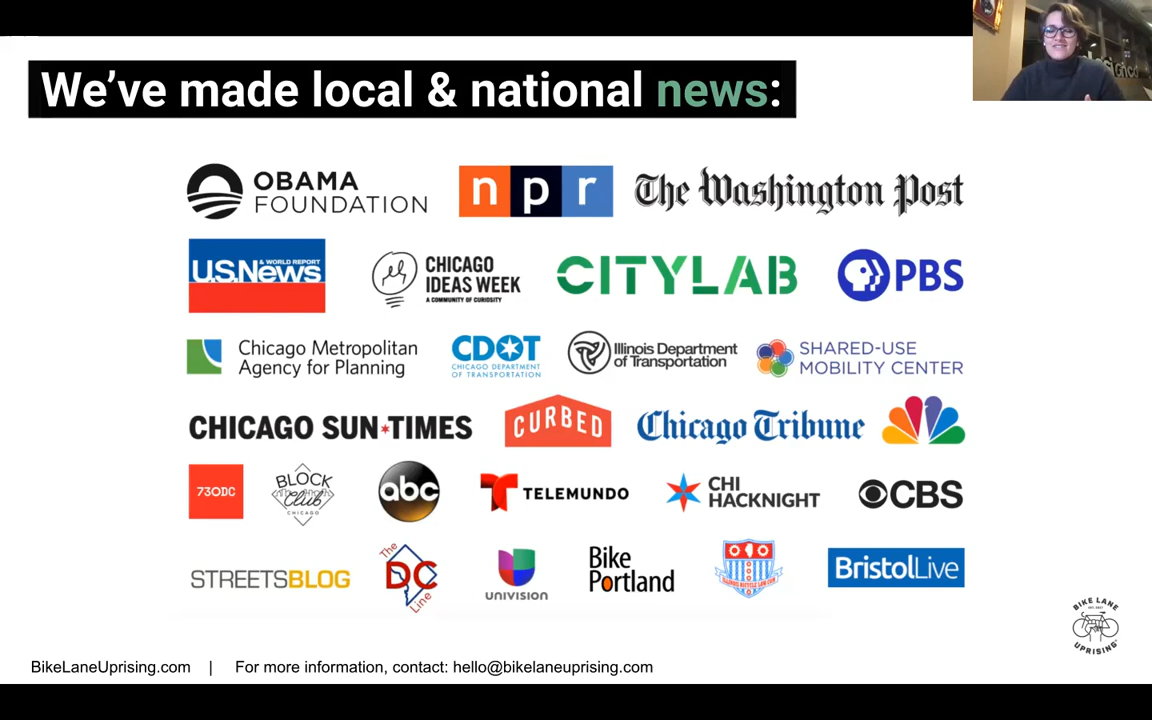 We've made local & national news:
OBAMA
FOUNDATION
npr
The Washington Post
U.S.News
& WORLD REPORT
CHICAGO
IDEAS WEEK
A COMMUNITY OF CURIOSITY
CITYLAB
PBS
Chicago Metropolitan
Agency for Planning
CDOT
CHICAGO DEPARTMENT
OF TRANSPORTATION
Illinois Department
of Transportation
SHARED-USE
MOBILITY CENTER
CHICAGO SUN★TIMES
CURBED
Chicago Tribune
730DC
BLOCK
Club
CHICAGO
abc
TELEMUNDO
CHI
HACKNIGHT
CBS
STREETSBLOG
The
DC
Line
UNIVISION
Bike
Portland
BristolLive
BIKE LANE
UPRISING
BikeLaneUprising.com | For more information, contact: hello@bikelaneuprising.com